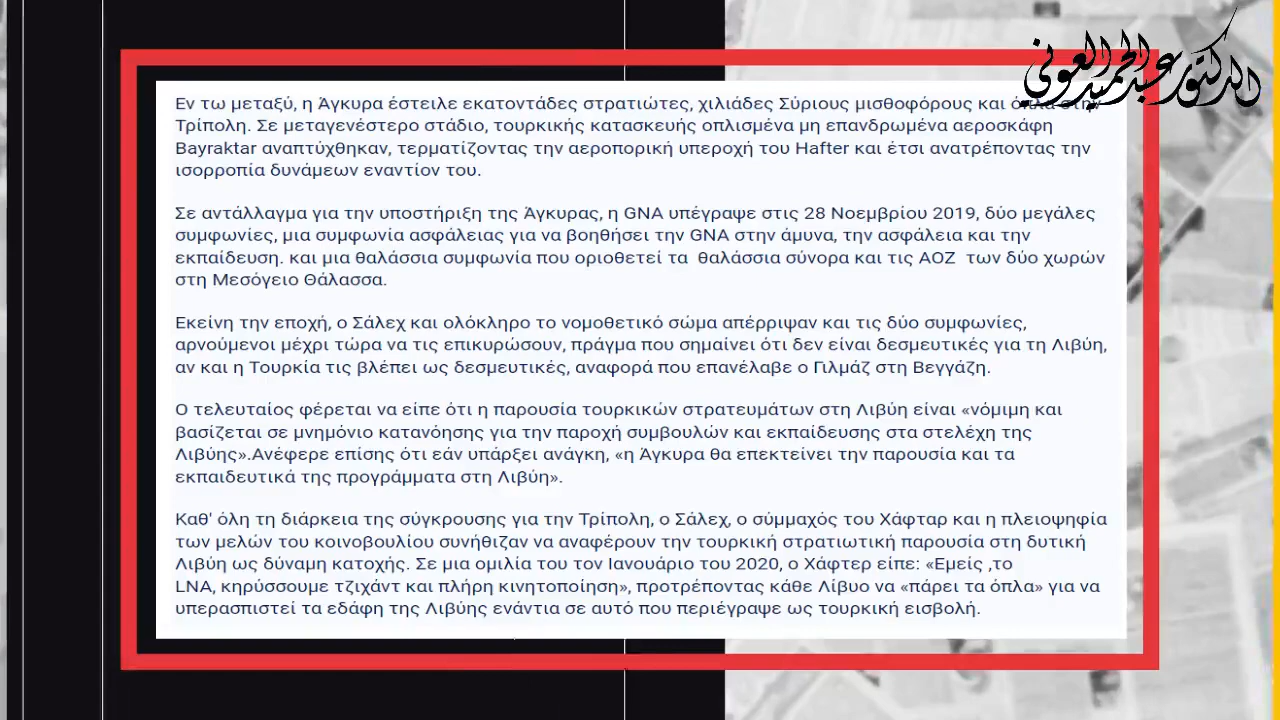 الدكتور عبد الحميد العوني
Εν τω μεταξύ, η Άγκυρα έστειλε εκατοντάδες στρατιώτες, χιλιάδες Σύριους μισθοφόρους και όπλα στην
Τρίπολη. Σε μεταγενέστερο στάδιο, τουρκικής κατασκευής οπλισμένα μη επανδρωμένα αεροσκάφη
Bayraktar αναπτύχθηκαν, τερματίζοντας την αεροπορική υπεροχή του Hafter και έτσι ανατρέποντας την
ισορροπία δυνάμεων εναντίον του.
Σε αντάλλαγμα για την υποστήριξη της Άγκυρας, η GNA υπέγραψε στις 28 Νοεμβρίου 2019, δύο μεγάλες
συμφωνίες, μια συμφωνία ασφάλειας για να βοηθήσει την GNA στην άμυνα, την ασφάλεια και την
εκπαίδευση. και μια θαλάσσια συμφωνία που οριοθετεί τα θαλάσσια σύνορα και τις ΑΟΖ των δύο χωρών
στη Μεσόγειο Θάλασσα.
Εκείνη την εποχή, ο Σάλεχ και ολόκληρο το νομοθετικό σώμα απέρριψαν και τις δύο συμφωνίες,
αρνούμενοι μέχρι τώρα να τις επικυρώσουν, πράγμα που σημαίνει ότι δεν είναι δεσμευτικές για τη Λιβύη,
αν και η Τουρκία τις βλέπει ως δεσμευτικές, αναφορά που επανέλαβε ο Γιλμάζ στη Βεγγάζη.
Ο τελευταίος φέρεται να είπε ότι η παρουσία τουρκικών στρατευμάτων στη Λιβύη είναι «νόμιμη και
βασίζεται σε μνημόνιο κατανόησης για την παροχή συμβουλών και εκπαίδευσης στα στελέχη της
Λιβύης».Ανέφερε επίσης ότι εάν υπάρξει ανάγκη, «η Άγκυρα θα επεκτείνει την παρουσία και τα
εκπαιδευτικά της προγράμματα στη Λιβύη».
Καθ' όλη τη διάρκεια της σύγκρουσης για την Τρίπολη, ο Σάλεχ, ο σύμμαχός του Χάφταρ και η πλειοψηφία
των μελών του κοινοβουλίου συνήθιζαν να αναφέρουν την τουρκική στρατιωτική παρουσία στη δυτική
Λιβύη ως δύναμη κατοχής. Σε μια ομιλία του τον Ιανουάριο του 2020, ο Χάφτερ είπε: «Εμείς ,το
LNA, κηρύσσουμε τζιχάντ και πλήρη κινητοποίηση», προτρέποντας κάθε Λίβυο να «πάρει τα όπλα» για να
υπερασπιστεί τα εδάφη της Λιβύης ενάντια σε αυτό που περιέγραψε ως τουρκική εισβολή.